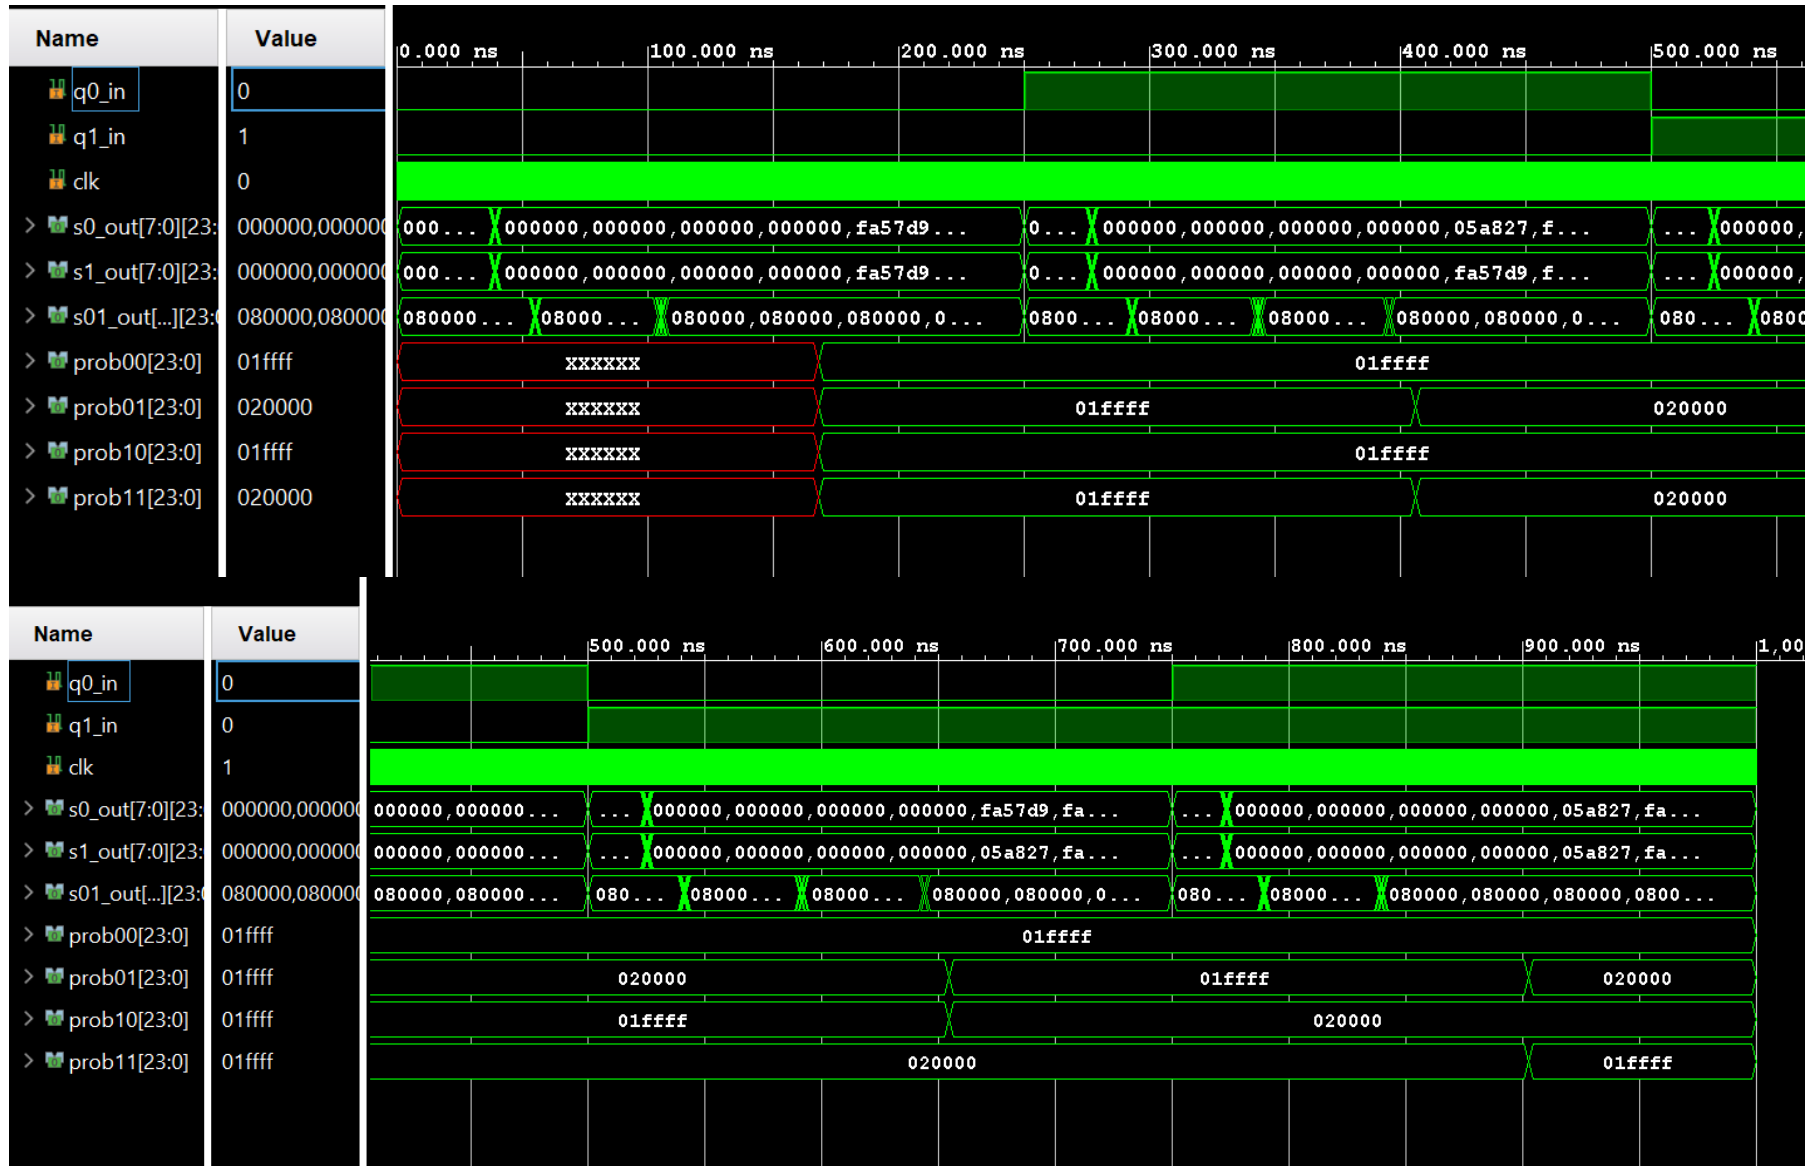 Name Value 0.000 ns 100.000 ns 200.000 ns 300.000 ns 400.000 ns 500.000 ns
q0_in 0
q1_in 1
clk 0
s0_out[7:0][23: 000000,000000 000... 000000,000000,000000,000000,fa57d9... 0... 000000,000000,000000,000000,05a827,f... ... 000000,
s1_out[7:0][23: 000000,000000 000... 000000,000000,000000,000000,fa57d9... 0... 000000,000000,000000,000000,fa57d9,f... ... 000000,
s01_out[...][23:0 080000,080000 080000... 08000... 080000,080000,080000,0... 0800... 08000... 08000... 080000,080000,0... 080... 0800
prob00[23:0] 01ffff XXXXXX 01ffff
prob01[23:0] 020000 XXXXXX 01ffff 020000
prob10[23:0] 01ffff XXXXXX 01ffff
prob11[23:0] 020000 XXXXXX 01ffff 020000
Name Value 500.000 ns 600.000 ns 700.000 ns 800.000 ns 900.000 ns 1,00
q0_in 0
q1_in 0
clk 1
s0_out[7:0][23: 000000,000000 000000,000000... ... 000000,000000,000000,000000,fa57d9,fa... ... 000000,000000,000000,000000,05a827,fa...
s1_out[7:0][23: 000000,000000 000000,000000... ... 000000,000000,000000,000000,05a827,fa... ... 000000,000000,000000,000000,05a827,fa...
s01_out[...][23:0 080000,080000 080000,080000... 080... 08000... 08000... 080000,080000,0... 080... 08000... 080000,080000,080000,0800...
prob00[23:0] 01ffff 01ffff
prob01[23:0] 01ffff 020000 01ffff 020000
prob10[23:0] 01ffff 01ffff 020000
prob11[23:0] 01ffff 020000 01ffff